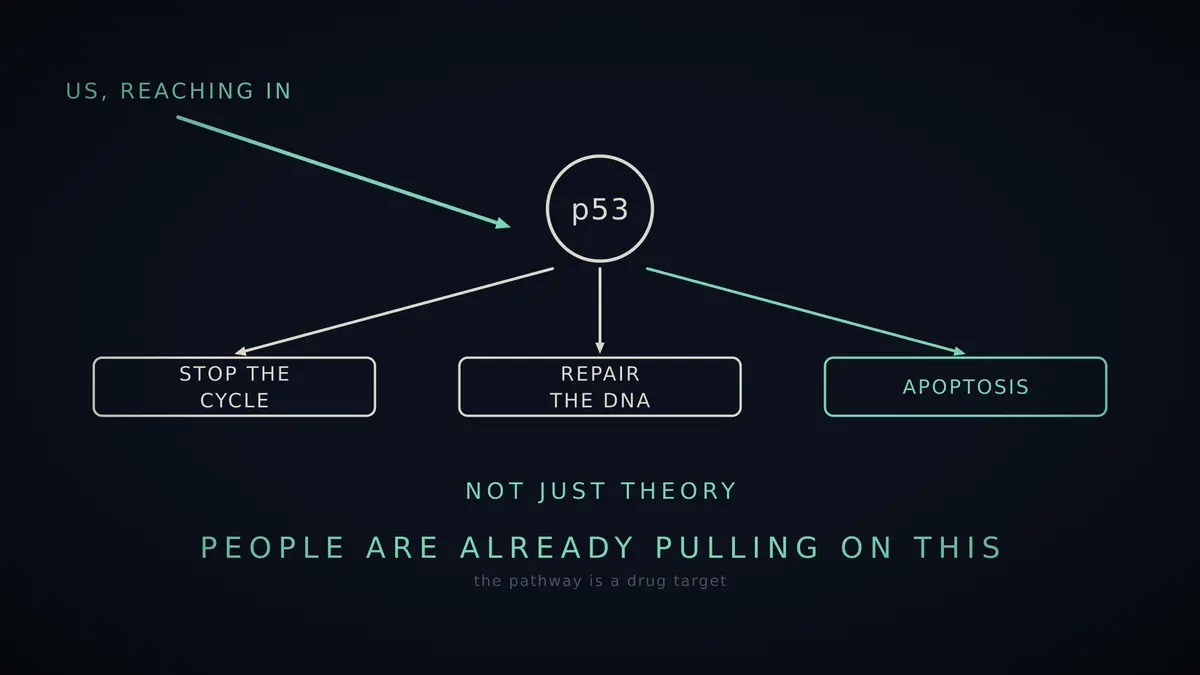 US, REACHING IN
p53
STOP THE
CYCLE
REPAIR
THE DNA
APOPTOSIS
NOT JUST THEORY
PEOPLE ARE ALREADY PULLING ON THIS
the pathway is a drug target